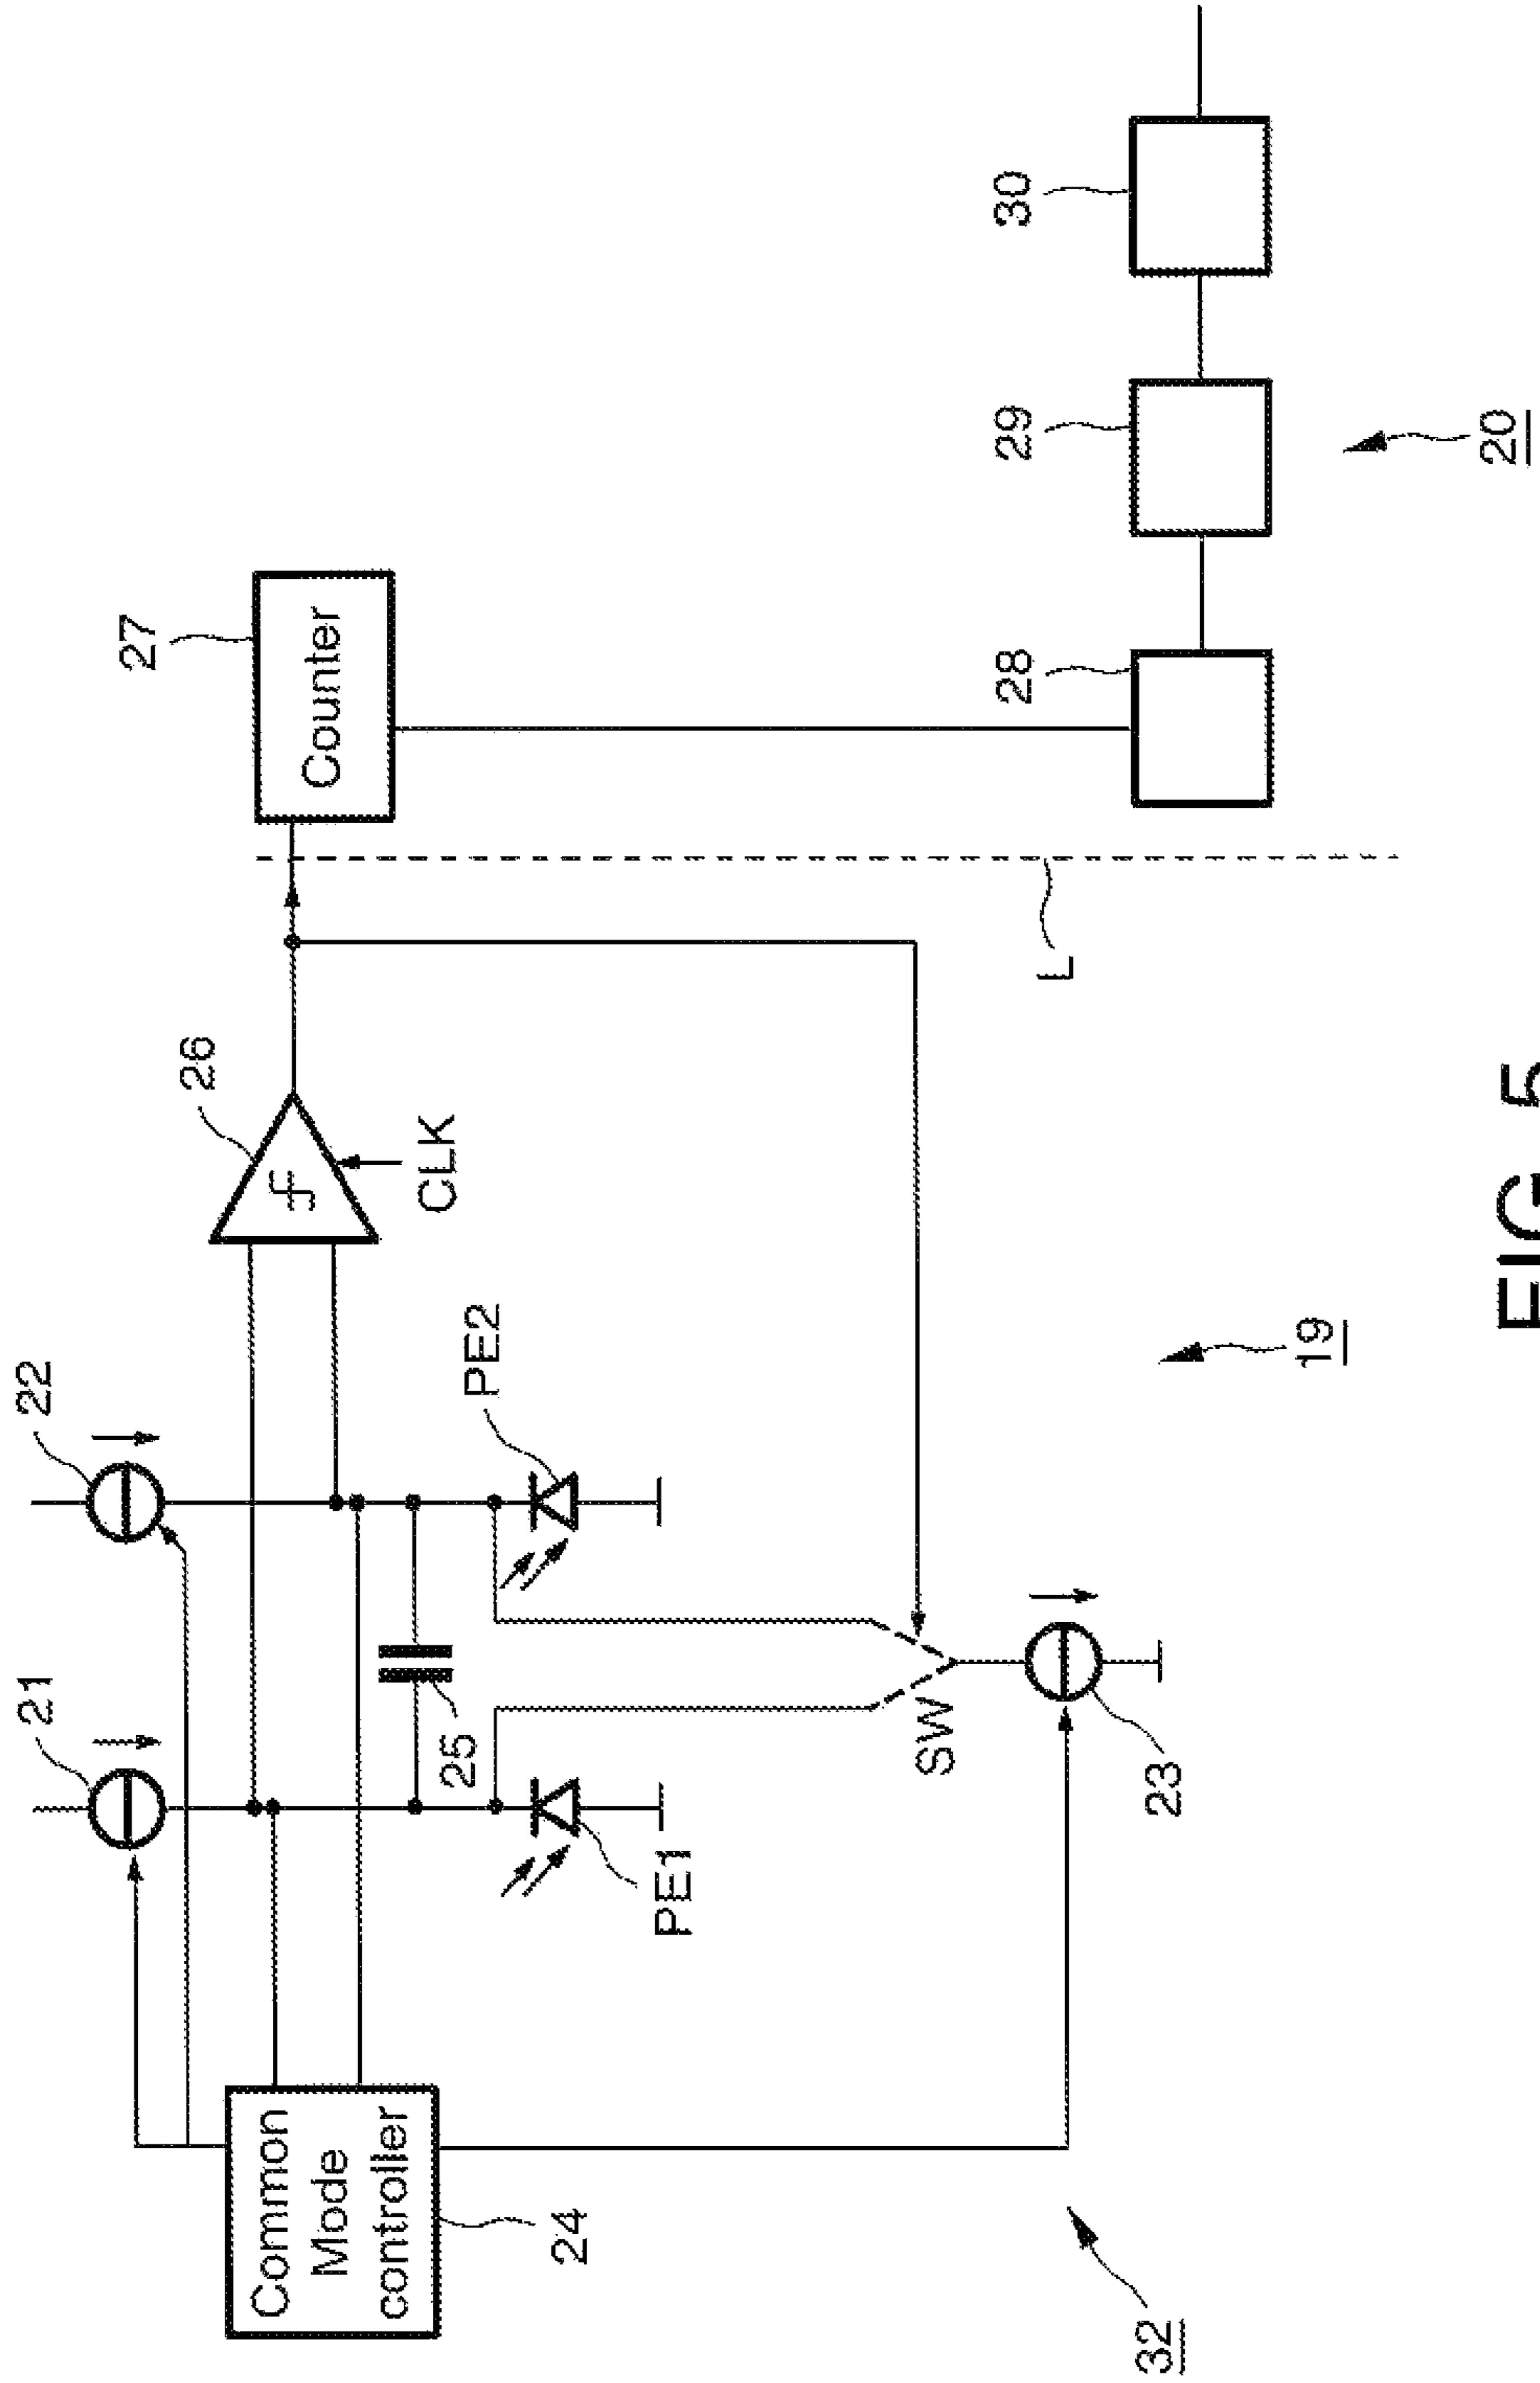 21
22
26
27
Common
Mode
controller
24
25
PE1
PE2
CLK
Counter
SW
23
L
28
29
30
32
19
20
FIG. 5